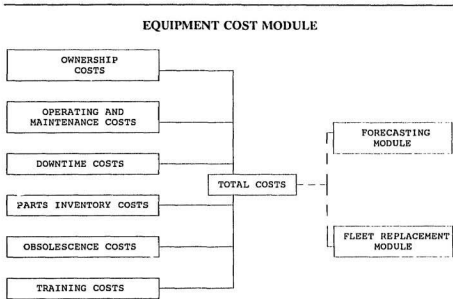 EQUIPMENT COST MODULE
OWNERSHIP
COSTS
OPERATING AND
MAINTENANCE COSTS
DOWNTIME COSTS
PARTS INVENTORY COSTS
OBSOLESCENCE COSTS
TRAINING COSTS
TOTAL COSTS
FORECASTING
MODULE
FLEET REPLACEMENT
MODULE